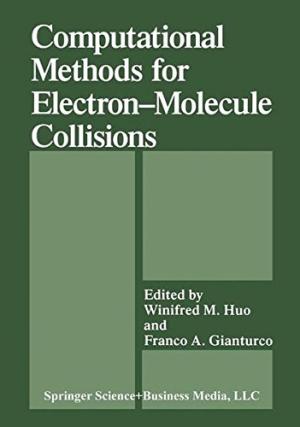 Computational
Methods for
Electron–Molecule
Collisions
Edited by
Winifred M. Huo
and
Franco A. Gianturco
Springer Science+Business Media, LLC